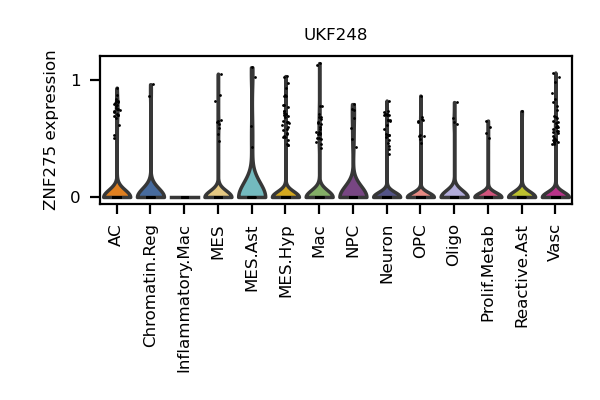 UKF248
ZNF275 expression
1
0
AC
Chromatin.Reg
Inflammatory.Mac
MES
MES.Ast
MES.Hyp
Mac
NPC
Neuron
OPC
Oligo
Prolif.Metab
Reactive.Ast
Vasc